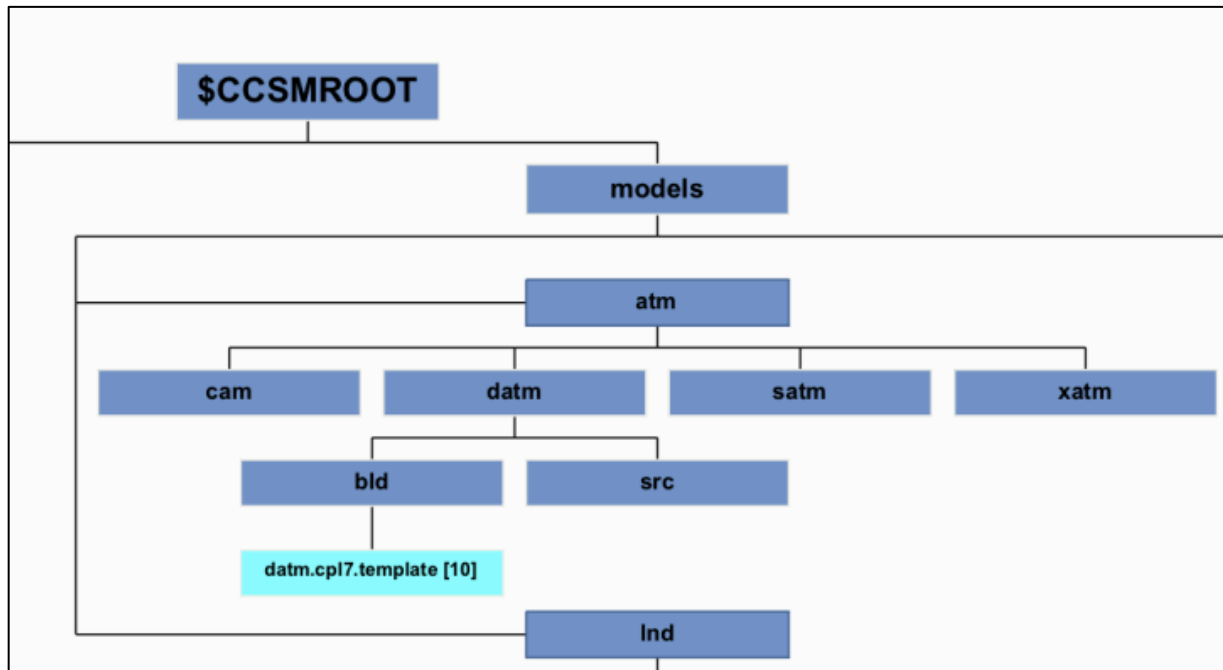 $CCSMROOT
models
atm
cam
datm
satm
xatm
bld
src
datm.cpl7.template [10]
lnd